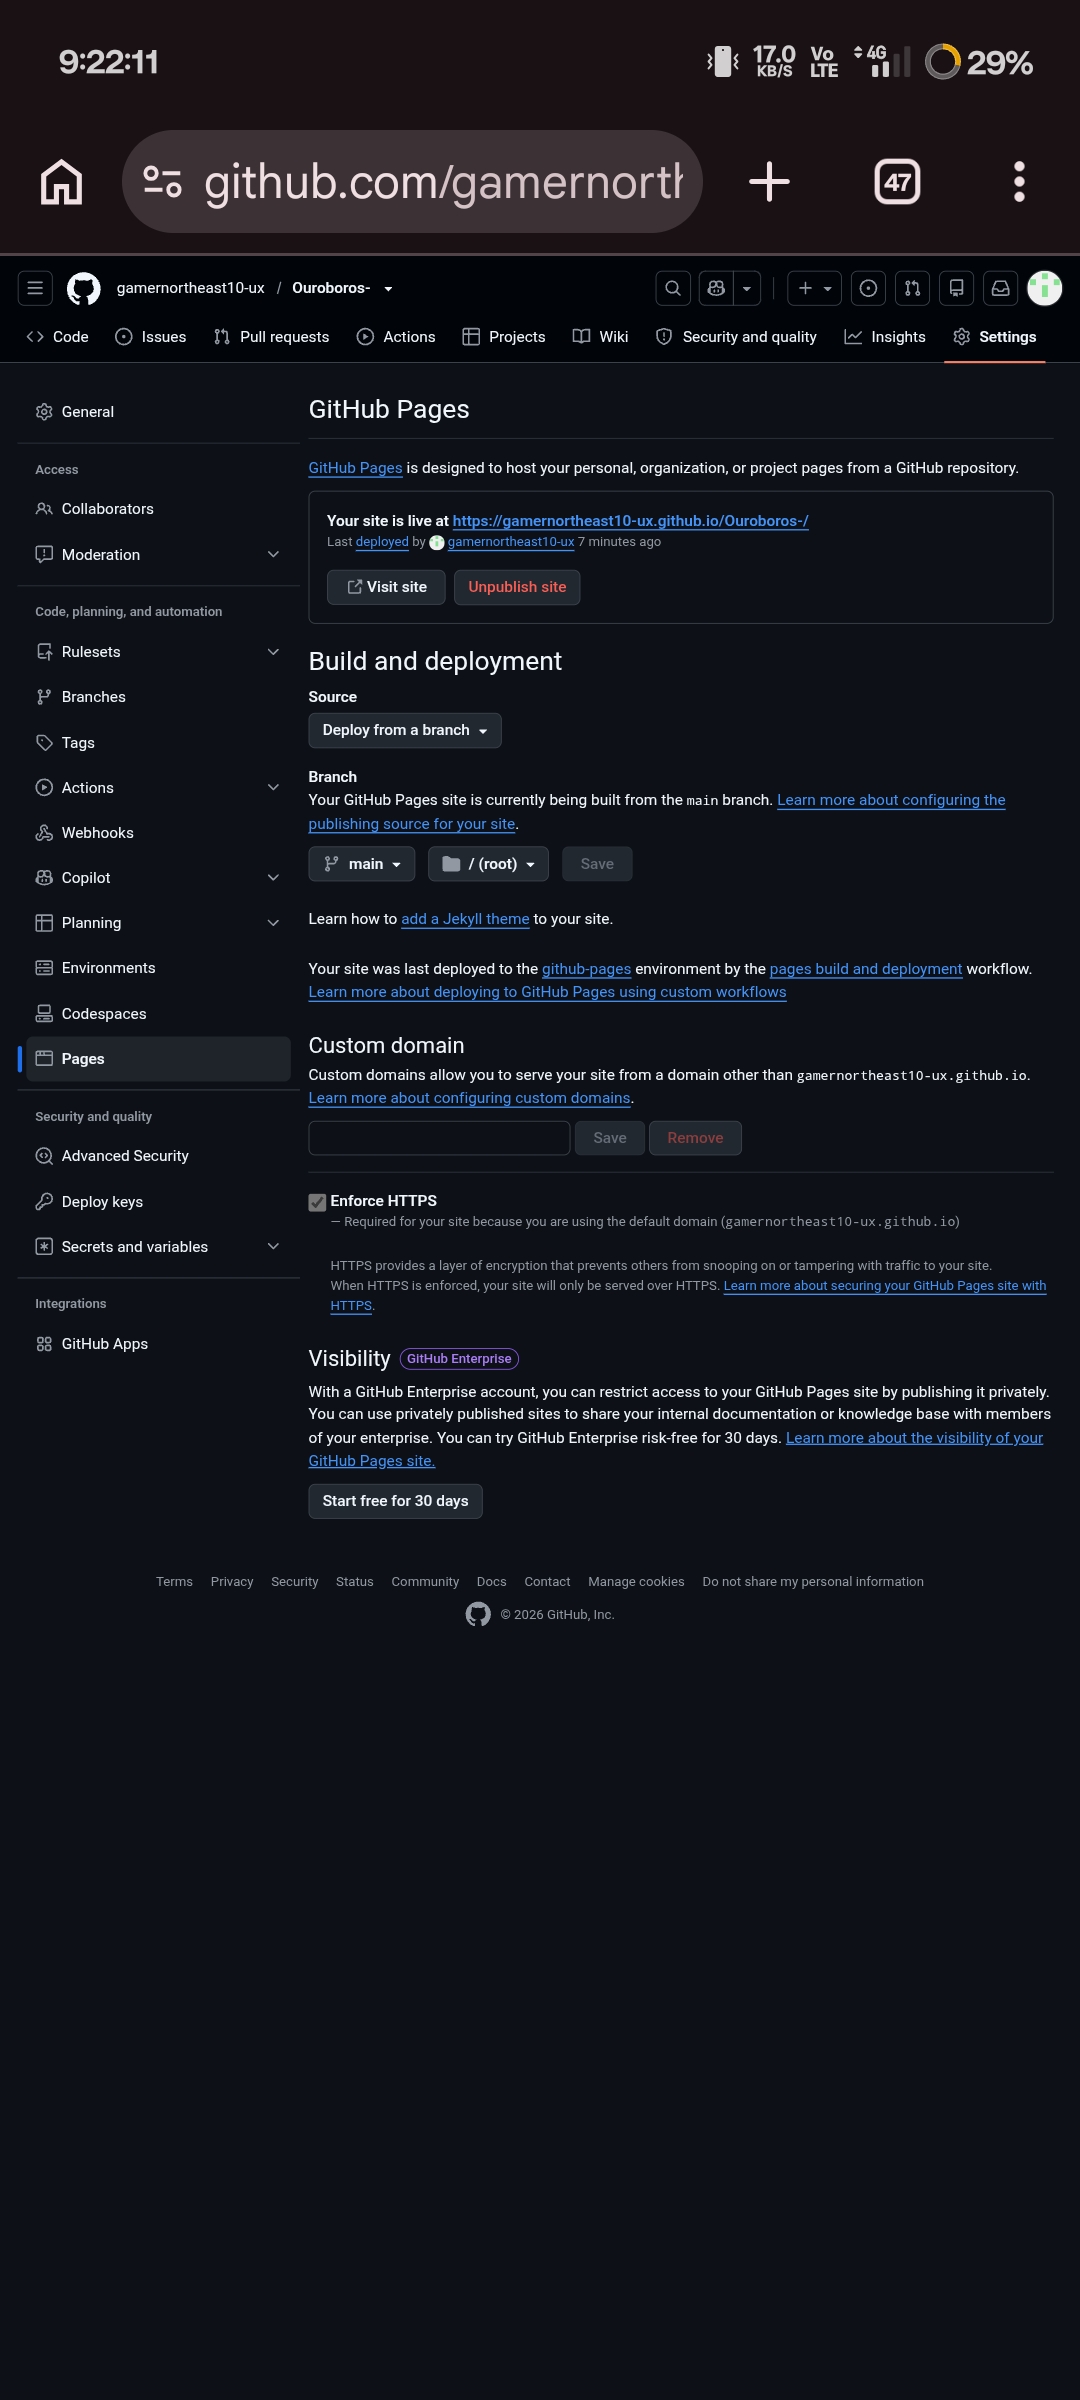 9:22:11
17.0 KB/S
Vo LTE
4G
29%
github.com/gamernorth
47
gamernortheast10-ux / Ouroboros-
Code Issues Pull requests Actions Projects Wiki Security and quality Insights Settings
General
Access
Collaborators
Moderation
Code, planning, and automation
Rulesets
Branches
Tags
Actions
Webhooks
Copilot
Planning
Environments
Codespaces
Pages
Security and quality
Advanced Security
Deploy keys
Secrets and variables
Integrations
GitHub Apps
GitHub Pages
GitHub Pages is designed to host your personal, organization, or project pages from a GitHub repository.
Your site is live at https://gamernortheast10-ux.github.io/Ouroboros-/
Last deployed by gamernortheast10-ux 7 minutes ago
Visit site Unpublish site
Build and deployment
Source
Deploy from a branch
Branch
Your GitHub Pages site is currently being built from the main branch. Learn more about configuring the
publishing source for your site.
main / (root) Save
Learn how to add a Jekyll theme to your site.
Your site was last deployed to the github-pages environment by the pages build and deployment workflow.
Learn more about deploying to GitHub Pages using custom workflows
Custom domain
Custom domains allow you to serve your site from a domain other than gamernortheast10-ux.github.io.
Learn more about configuring custom domains.
Save Remove
Enforce HTTPS
— Required for your site because you are using the default domain (gamernortheast10-ux.github.io)
HTTPS provides a layer of encryption that prevents others from snooping on or tampering with traffic to your site.
When HTTPS is enforced, your site will only be served over HTTPS. Learn more about securing your GitHub Pages site with
HTTPS.
Visibility GitHub Enterprise
With a GitHub Enterprise account, you can restrict access to your GitHub Pages site by publishing it privately.
You can use privately published sites to share your internal documentation or knowledge base with members
of your enterprise. You can try GitHub Enterprise risk-free for 30 days. Learn more about the visibility of your
GitHub Pages site.
Start free for 30 days
Terms Privacy Security Status Community Docs Contact Manage cookies Do not share my personal information
© 2026 GitHub, Inc.